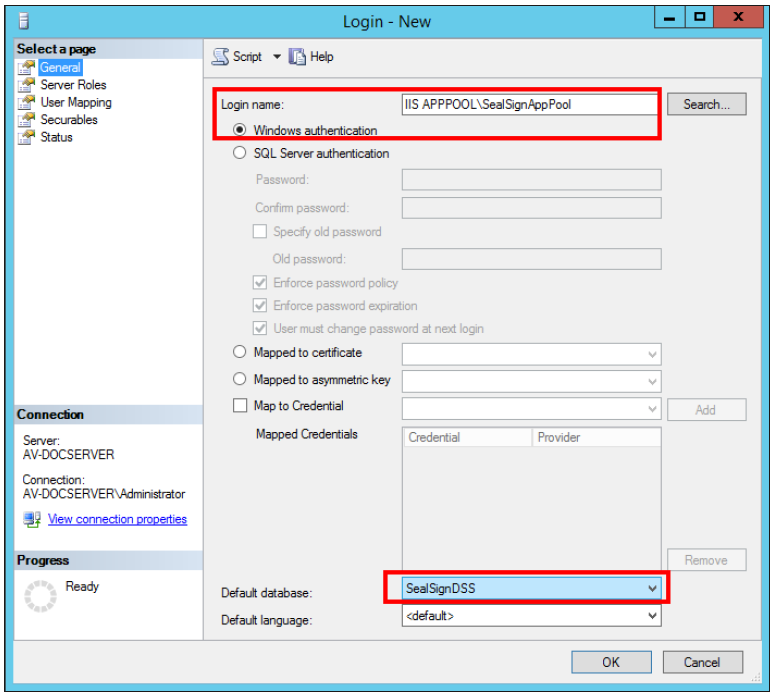 Login - New
Select a page
General
Server Roles
User Mapping
Securables
Status
Script Help
Login name: IIS APPPOOL\SealSignAppPool Search...
Windows authentication
SQL Server authentication
Password:
Confirm password:
Specify old password
Old password:
Enforce password policy
Enforce password expiration
User must change password at next login
Mapped to certificate
Mapped to asymmetric key
Map to Credential Add
Mapped Credentials Credential Provider
Remove
Default database: SealSignDSS
Default language: <default>
Connection
Server:
AV-DOCSERVER
Connection:
AV-DOCSERVER\Administrator
View connection properties
Progress
Ready
OK Cancel